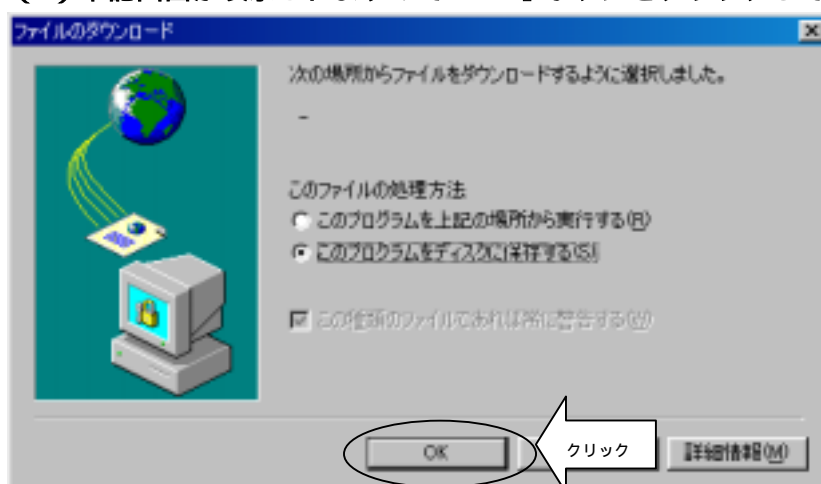 ファイルのダウンロード
次の場所からファイルをダウンロードするように選択しました。
-
このファイルの処理方法
このプログラムを上記の場所から実行する(R)
このプログラムをディスクに保存する(S)
この種類のファイルであれば常に警告する(W)
OK
クリック
詳細情報(M)